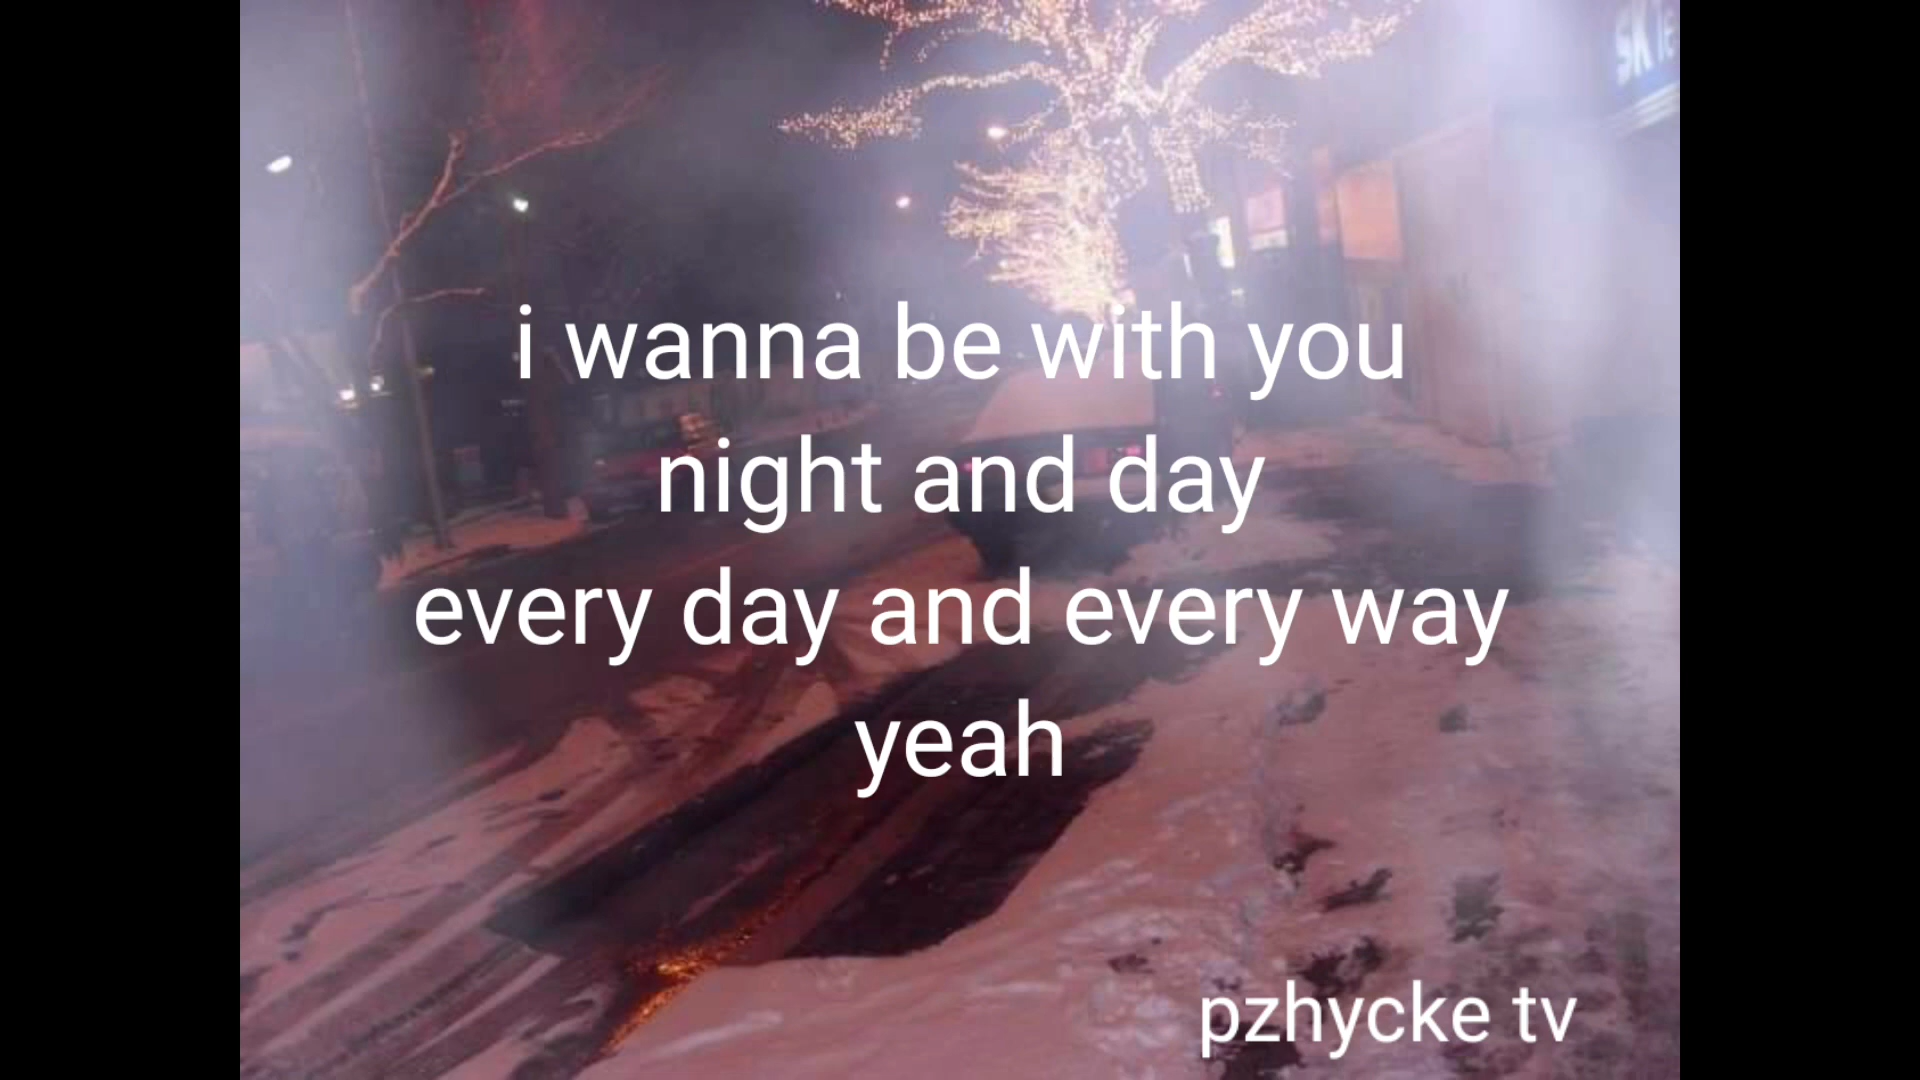 i wanna be with you
night and day
every day and every way
yeah
pzhycke tv